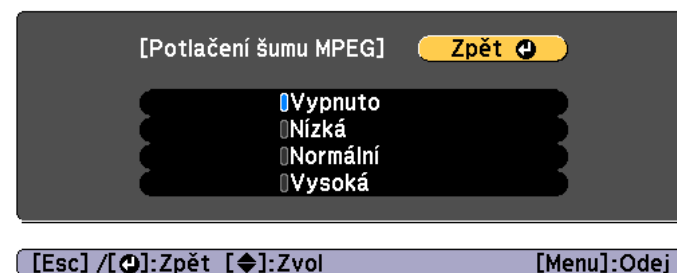 [Potlačení šumu MPEG] Zpět
Vypnuto
Nízká
Normální
Vysoká
[Esc] /[⏎]:Zpět [◆]:Zvol [Menu]:Odej